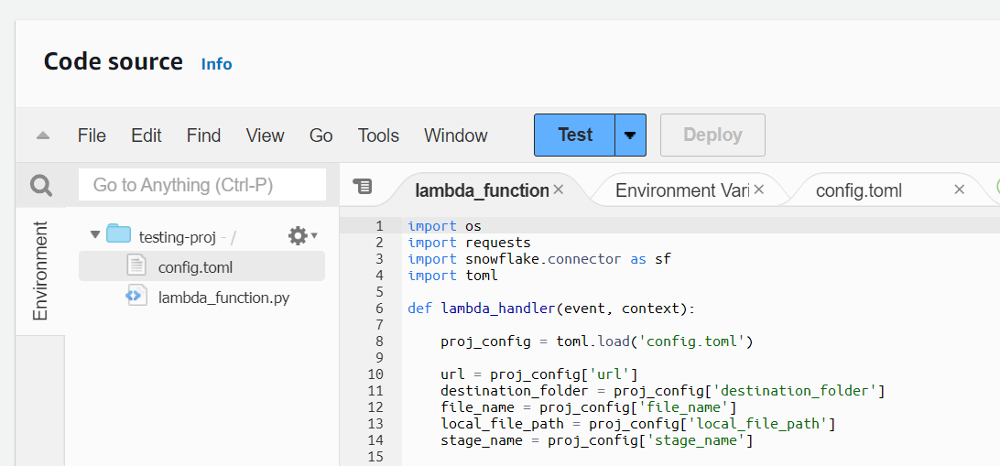 Code source Info
File Edit Find View Go Tools Window Test Deploy
Go to Anything (Ctrl-P)
lambda_function × Environment Vari × config.toml ×
Environment
testing-proj - /
config.toml
lambda_function.py
1 import os
2 import requests
3 import snowflake.connector as sf
4 import toml
5
6 def lambda_handler(event, context):
7
8 proj_config = toml.load('config.toml')
9
10 url = proj_config['url']
11 destination_folder = proj_config['destination_folder']
12 file_name = proj_config['file_name']
13 local_file_path = proj_config['local_file_path']
14 stage_name = proj_config['stage_name']
15